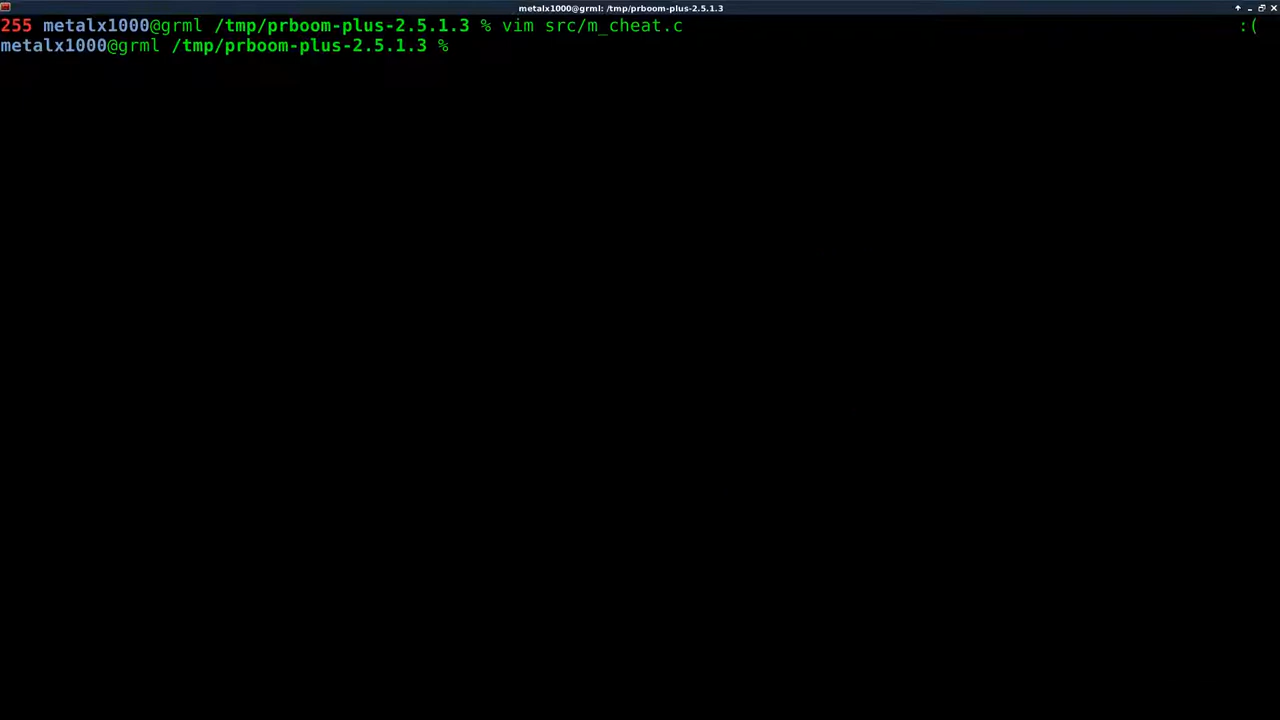 metalx1000@grml: /tmp/prboom-plus-2.5.1.3
255 metalx1000@grml /tmp/prboom-plus-2.5.1.3 % vim src/m_cheat.c :(
metalx1000@grml /tmp/prboom-plus-2.5.1.3 %